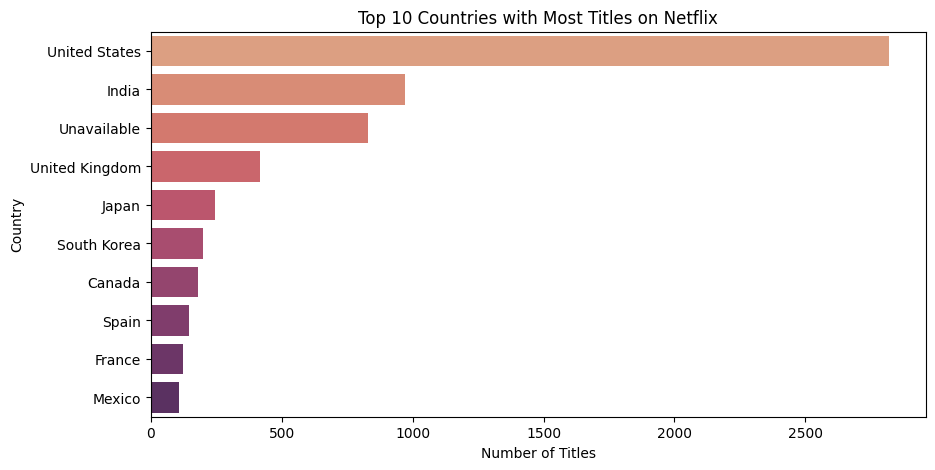 Top 10 Countries with Most Titles on Netflix
United States
India
Unavailable
United Kingdom
Japan
South Korea
Canada
Spain
France
Mexico
Country
0 500 1000 1500 2000 2500
Number of Titles